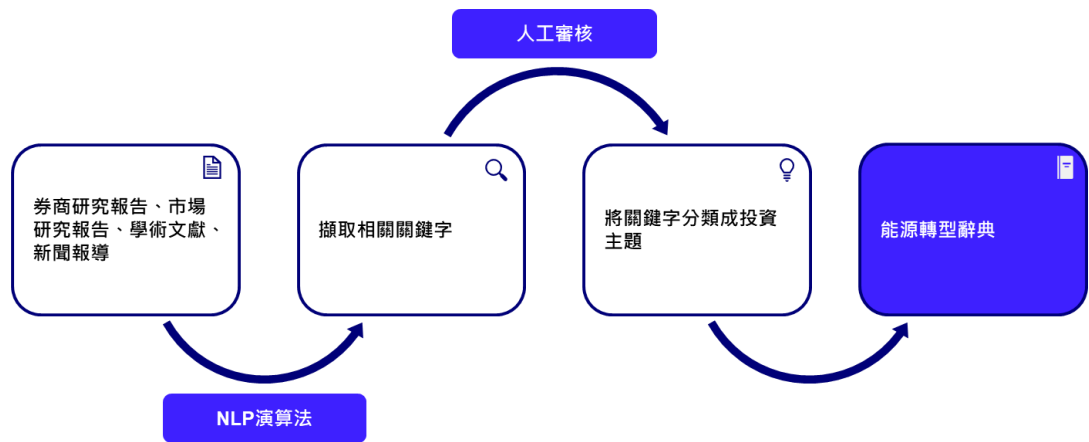 人工審核
券商研究報告、市場
研究報告、學術文獻、
新聞報導
擷取相關關鍵字
將關鍵字分類成投資
主題
能源轉型辭典
NLP演算法